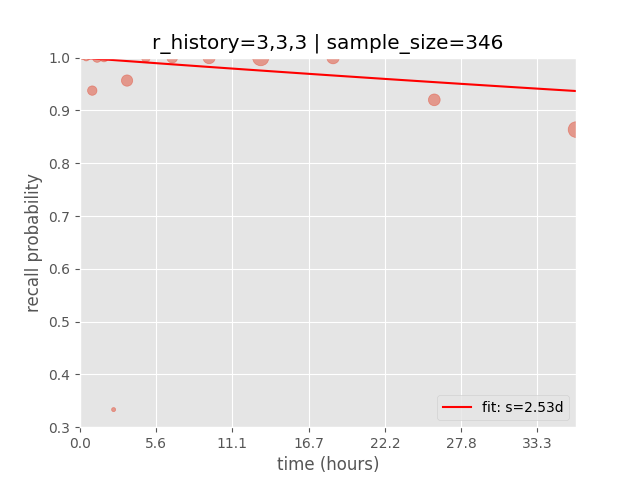 r_history=3,3,3 | sample_size=346
recall probability
1.0
0.9
0.8
0.7
0.6
0.5
0.4
0.3
0.0 5.6 11.1 16.7 22.2 27.8 33.3
time (hours)
fit: s=2.53d